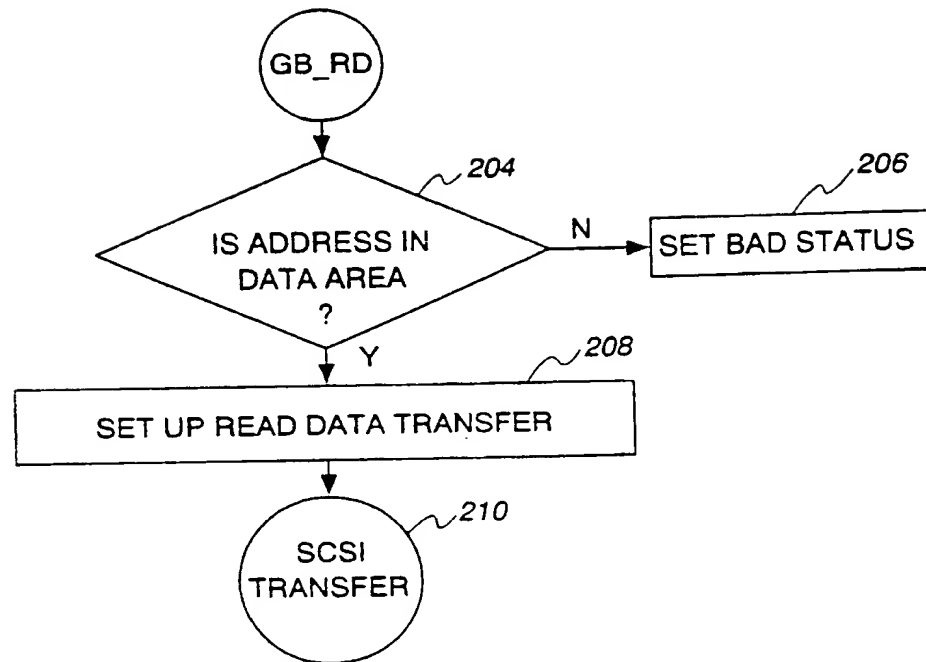 GB_RD
204
206
IS ADDRESS IN
DATA AREA
?
N
SET BAD STATUS
Y
208
SET UP READ DATA TRANSFER
210
SCSI
TRANSFER